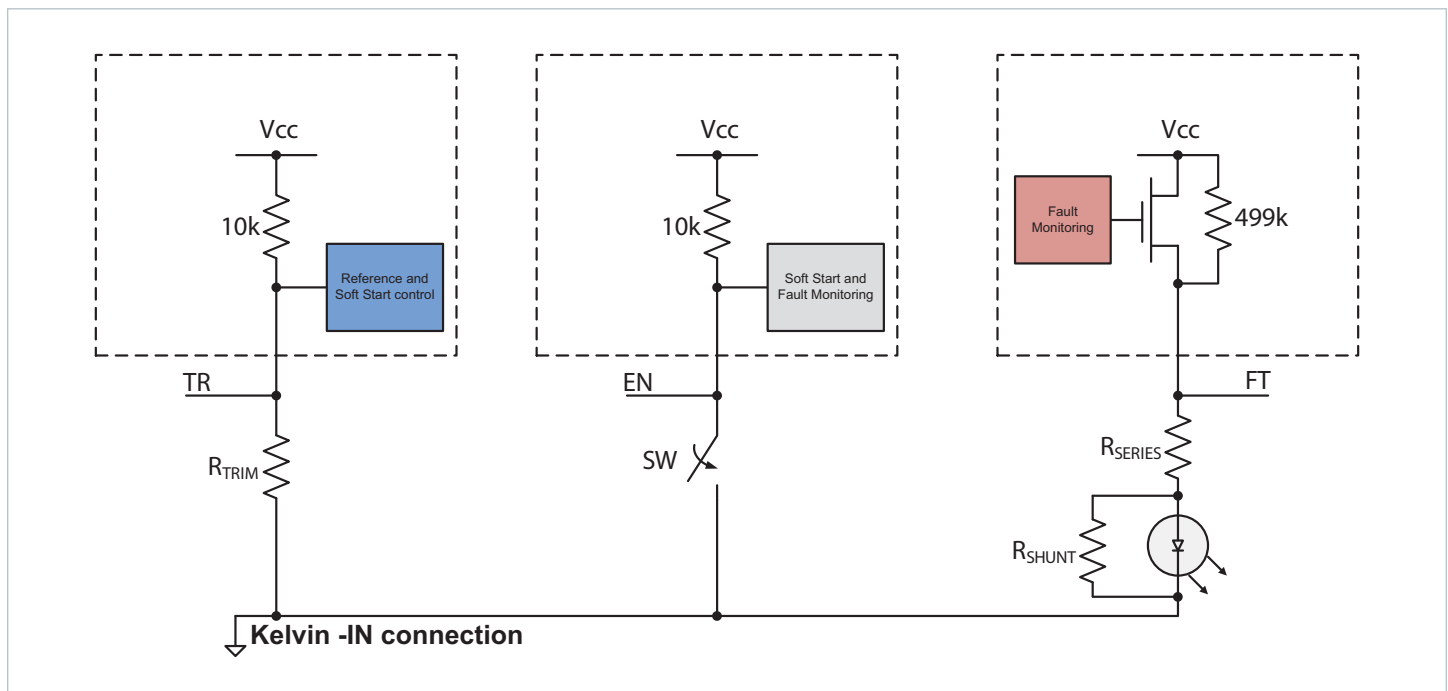 Vcc
10k
Reference and
Soft Start control
TR
RTRIM
Vcc
10k
Soft Start and
Fault Monitoring
EN
SW
Vcc
Fault
Monitoring
499k
FT
RSERIES
RSHUNT
Kelvin -IN connection